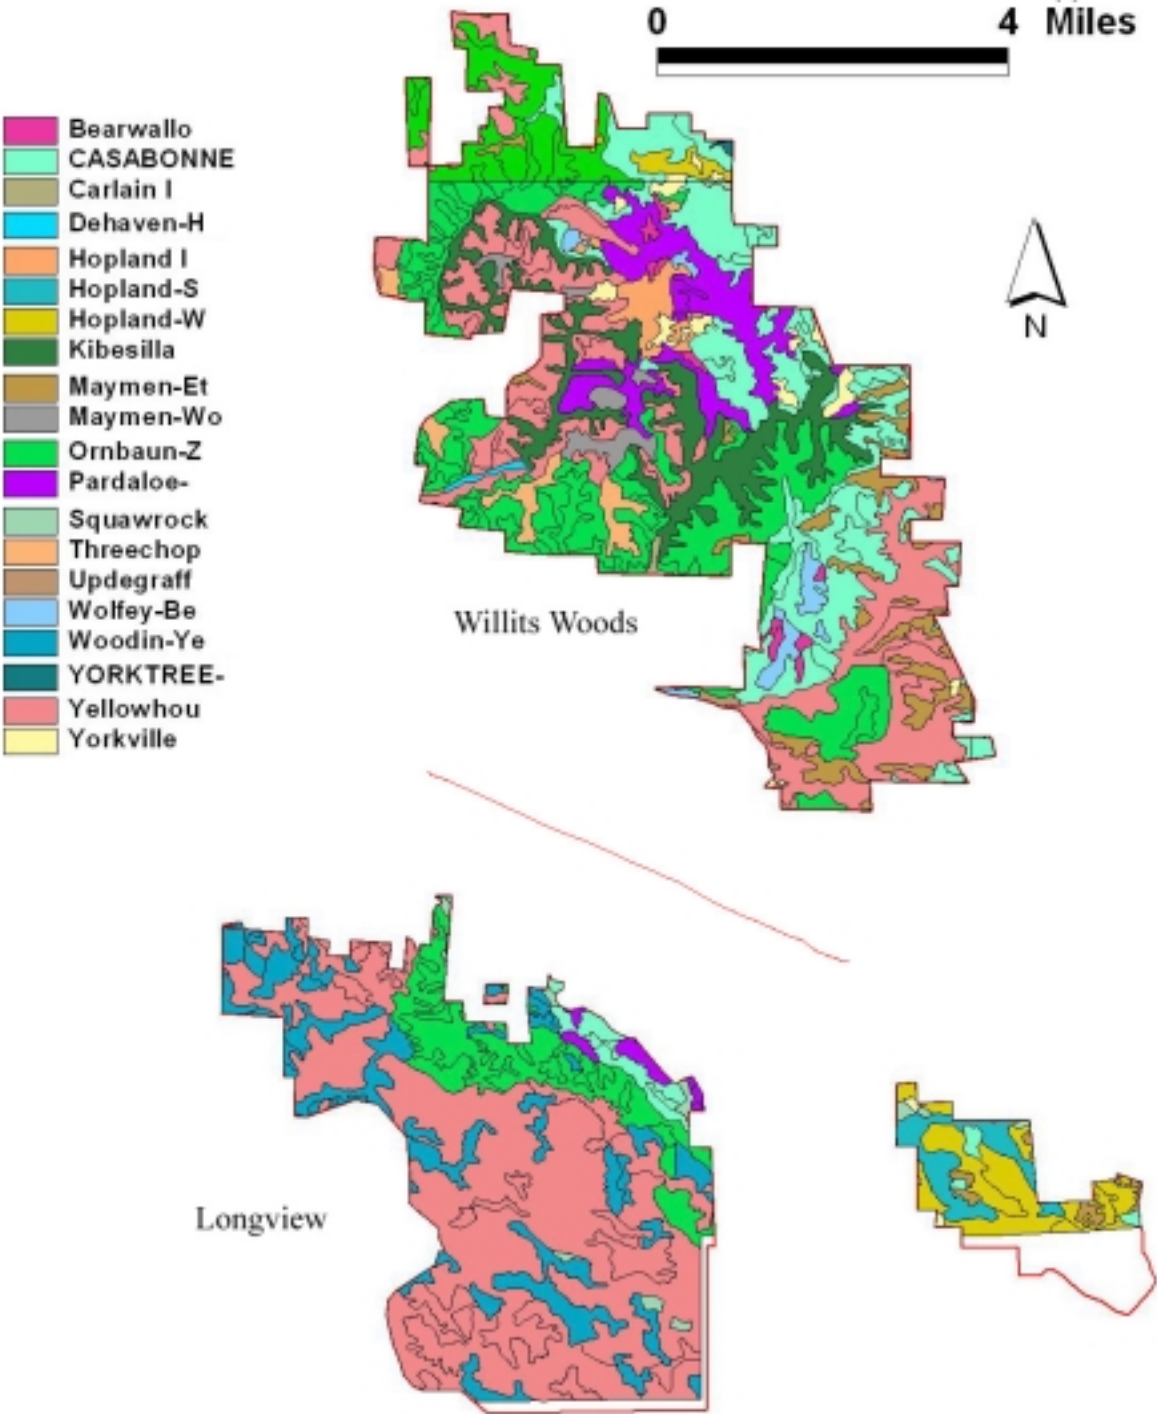 0 4 Miles
Bearwallo
CASABONNE
Carlain I
Dehaven-H
Hopland I
Hopland-S
Hopland-W
Kibesilla
Maymen-Et
Maymen-Wo
Ornbaun-Z
Pardaloe-
Squawrock
Threechop
Updegraff
Wolfey-Be
Woodin-Ye
YORKTREE-
Yellowhou
Yorkville
N
Willits Woods
Longview